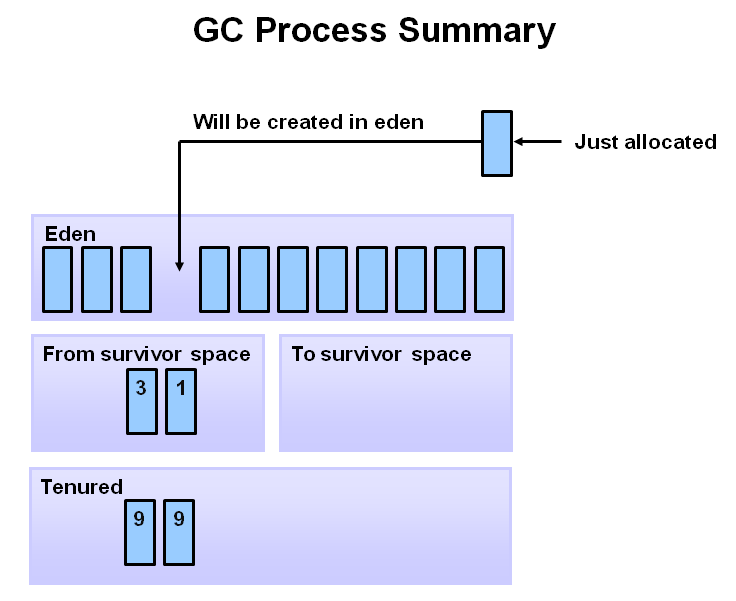 GC Process Summary
Will be created in eden
Just allocated
Eden
From survivor space
To survivor space
3 1
Tenured
9 9